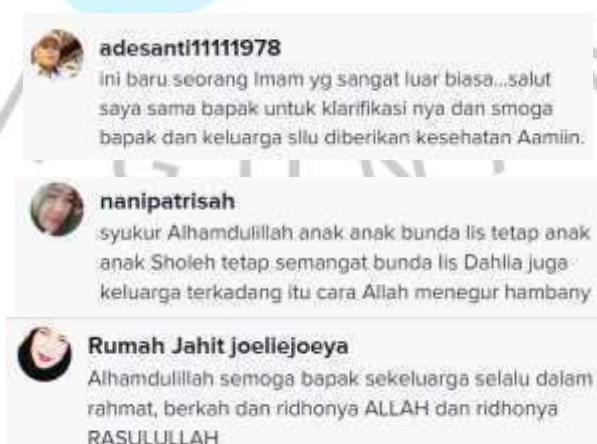 adesanti11111978
ini baru seorang Imam yg sangat luar biasa...salut
saya sama bapak untuk klarifikasi nya dan smoga
bapak dan keluarga sllu diberikan kesehatan Aamiin.
nanipatrisah
syukur Alhamdulillah anak anak bunda lis tetap anak
anak Sholeh tetap semangat bunda lis Dahlia juga
keluarga terkadang itu cara Allah menegur hambany
Rumah Jahit joeliejoeya
Alhamdulillah semoga bapak sekeluarga selalu dalam
rahmat, berkah dan ridhonya ALLAH dan ridhonya
RASULULLAH